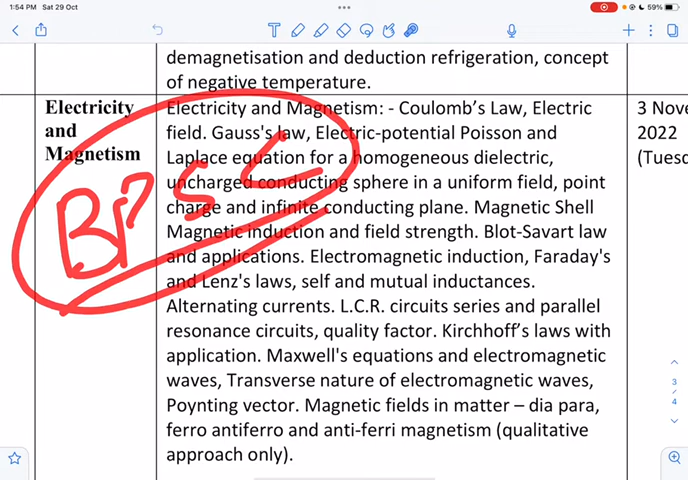 1:54 PM Sat 29 Oct
59%
demagnetisation and deduction refrigeration, concept
of negative temperature.
Electricity
and
Magnetism
Electricity and Magnetism: - Coulomb's Law, Electric
field. Gauss's law, Electric-potential Poisson and
Laplace equation for a homogeneous dielectric,
uncharged conducting sphere in a uniform field, point
charge and infinite conducting plane. Magnetic Shell
Magnetic induction and field strength. Blot-Savart law
and applications. Electromagnetic induction, Faraday's
and Lenz's laws, self and mutual inductances.
Alternating currents. L.C.R. circuits series and parallel
resonance circuits, quality factor. Kirchhoff's laws with
application. Maxwell's equations and electromagnetic
waves, Transverse nature of electromagnetic waves,
Poynting vector. Magnetic fields in matter – dia para,
ferro antiferro and anti-ferri magnetism (qualitative
approach only).
3 Nove
2022
(Tuesd
BPSC
3
/
4